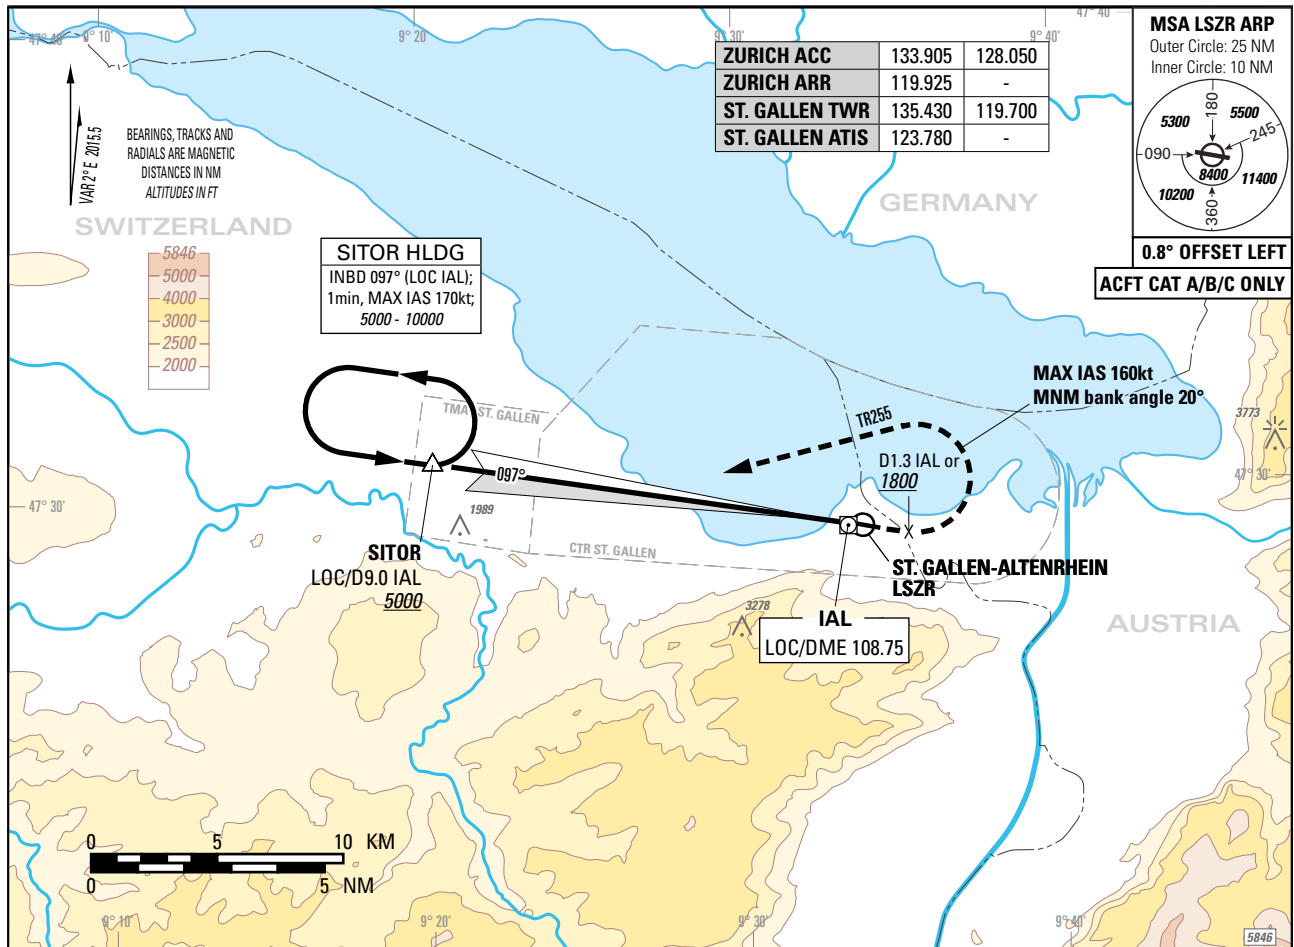 47° 40'
9° 10'
9° 20'
9° 30'
47° 40'
9° 40'
ZURICH ACC 133.905 128.050
ZURICH ARR 119.925 -
ST. GALLEN TWR 135.430 119.700
ST. GALLEN ATIS 123.780 -
MSA LSZR ARP
Outer Circle: 25 NM
Inner Circle: 10 NM
180
5300
5500
245
090
8400
10200
11400
360
0.8° OFFSET LEFT
ACFT CAT A/B/C ONLY
VAR 2° E 2015.5
BEARINGS, TRACKS AND
RADIALS ARE MAGNETIC
DISTANCES IN NM
ALTITUDES IN FT
SWITZERLAND
GERMANY
5846
5000
4000
3000
2500
2000
SITOR HLDG
INBD 097° (LOC IAL);
1min, MAX IAS 170kt;
5000 - 10000
MAX IAS 160kt
MNM bank angle 20°
TMA ST. GALLEN
TR255
3773
D1.3 IAL or
1800
097°
47° 30'
47° 30'
1989
SITOR
LOC/D9.0 IAL
5000
CTR ST. GALLEN
ST. GALLEN-ALTENRHEIN
LSZR
3278
IAL
LOC/DME 108.75
AUSTRIA
0 5 10 KM
0 5 NM
9° 10'
9° 20'
9° 30'
9° 40'
5846